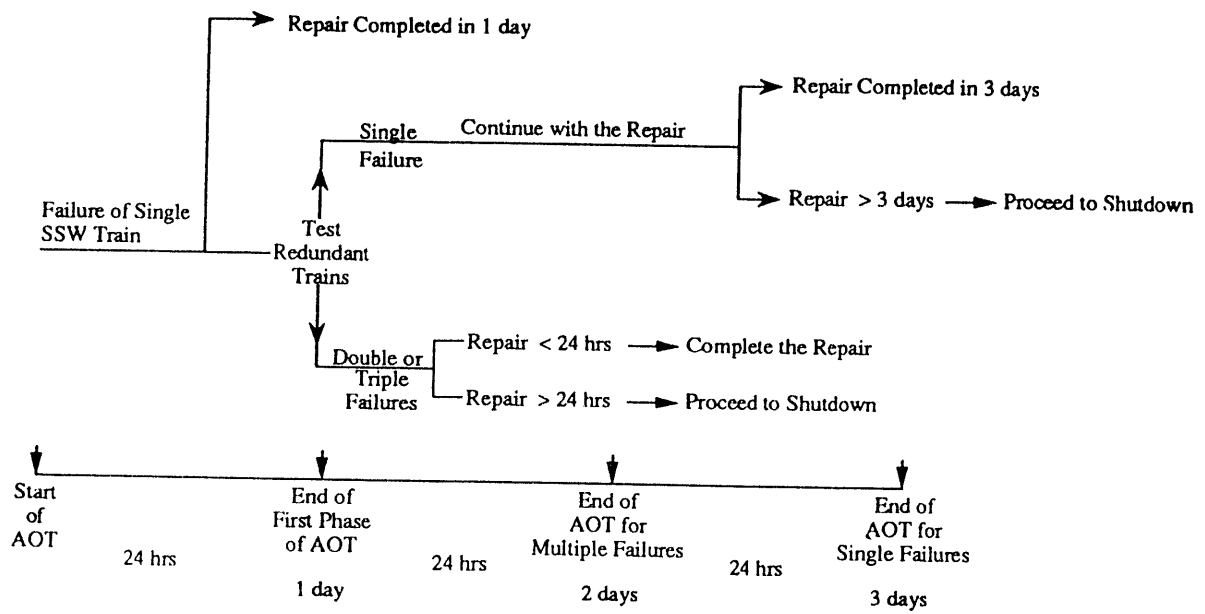 Repair Completed in 1 day
Repair Completed in 3 days
Single
Failure
Continue with the Repair
Repair > 3 days
Proceed to Shutdown
Failure of Single
SSW Train
Test
Redundant
Trains
Double or
Triple
Failures
Repair < 24 hrs
Complete the Repair
Repair > 24 hrs
Proceed to Shutdown
Start
of
AOT
24 hrs
End of
First Phase
of AOT
1 day
24 hrs
End of
AOT for
Multiple Failures
2 days
24 hrs
End of
AOT for
Single Failures
3 days